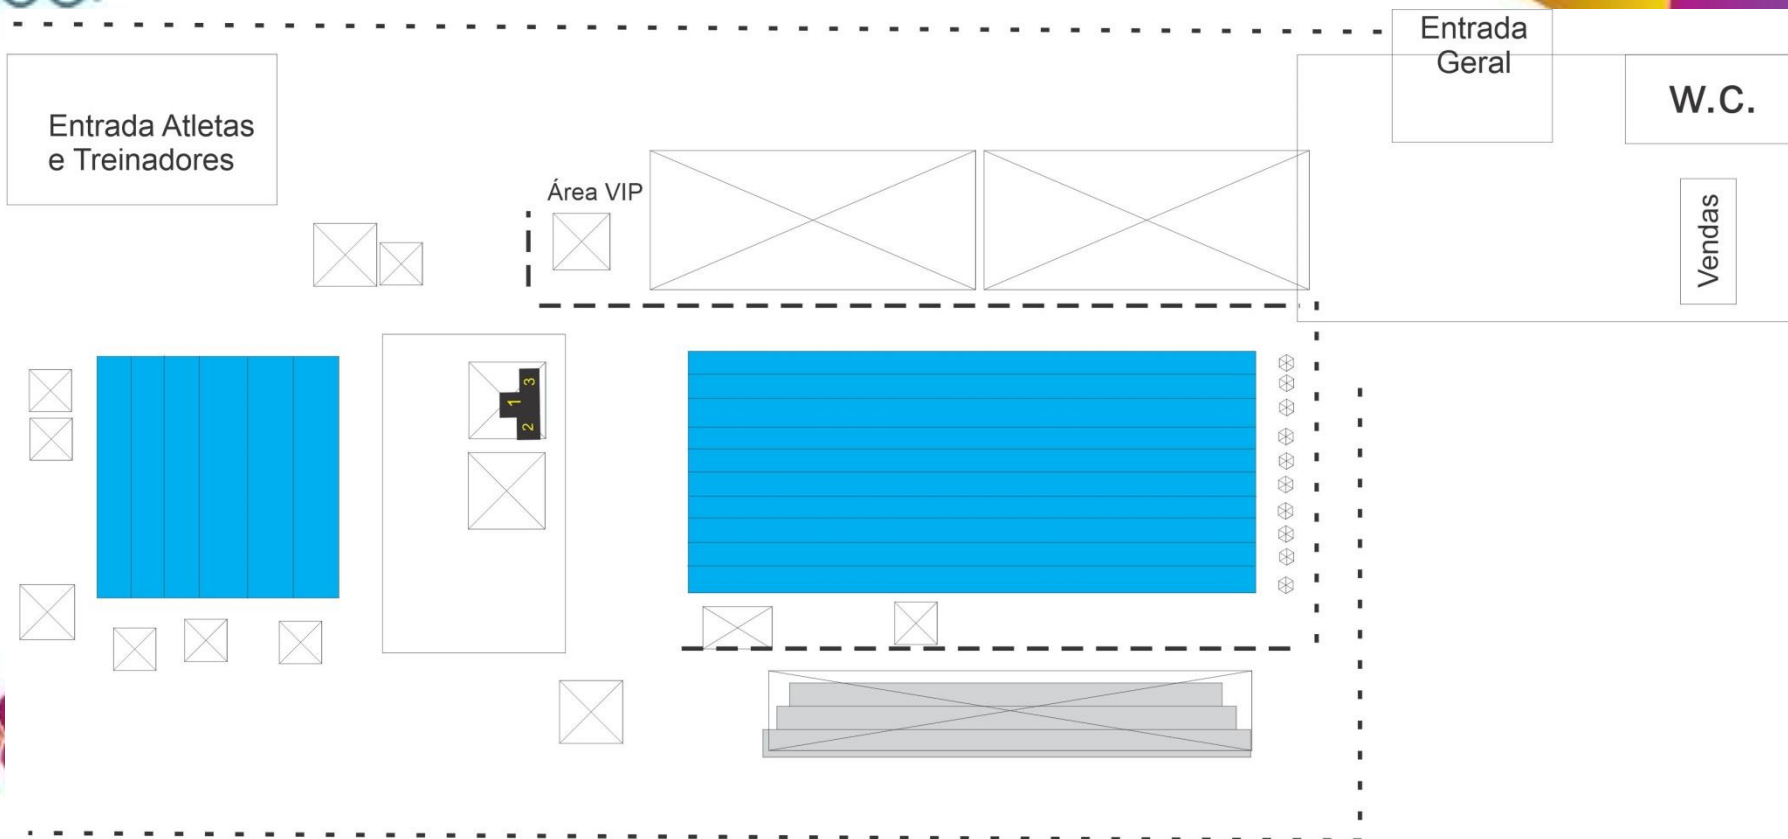 Entrada
Geral
W.C.
Entrada Atletas
e Treinadores
Área VIP
Vendas
3
1
2